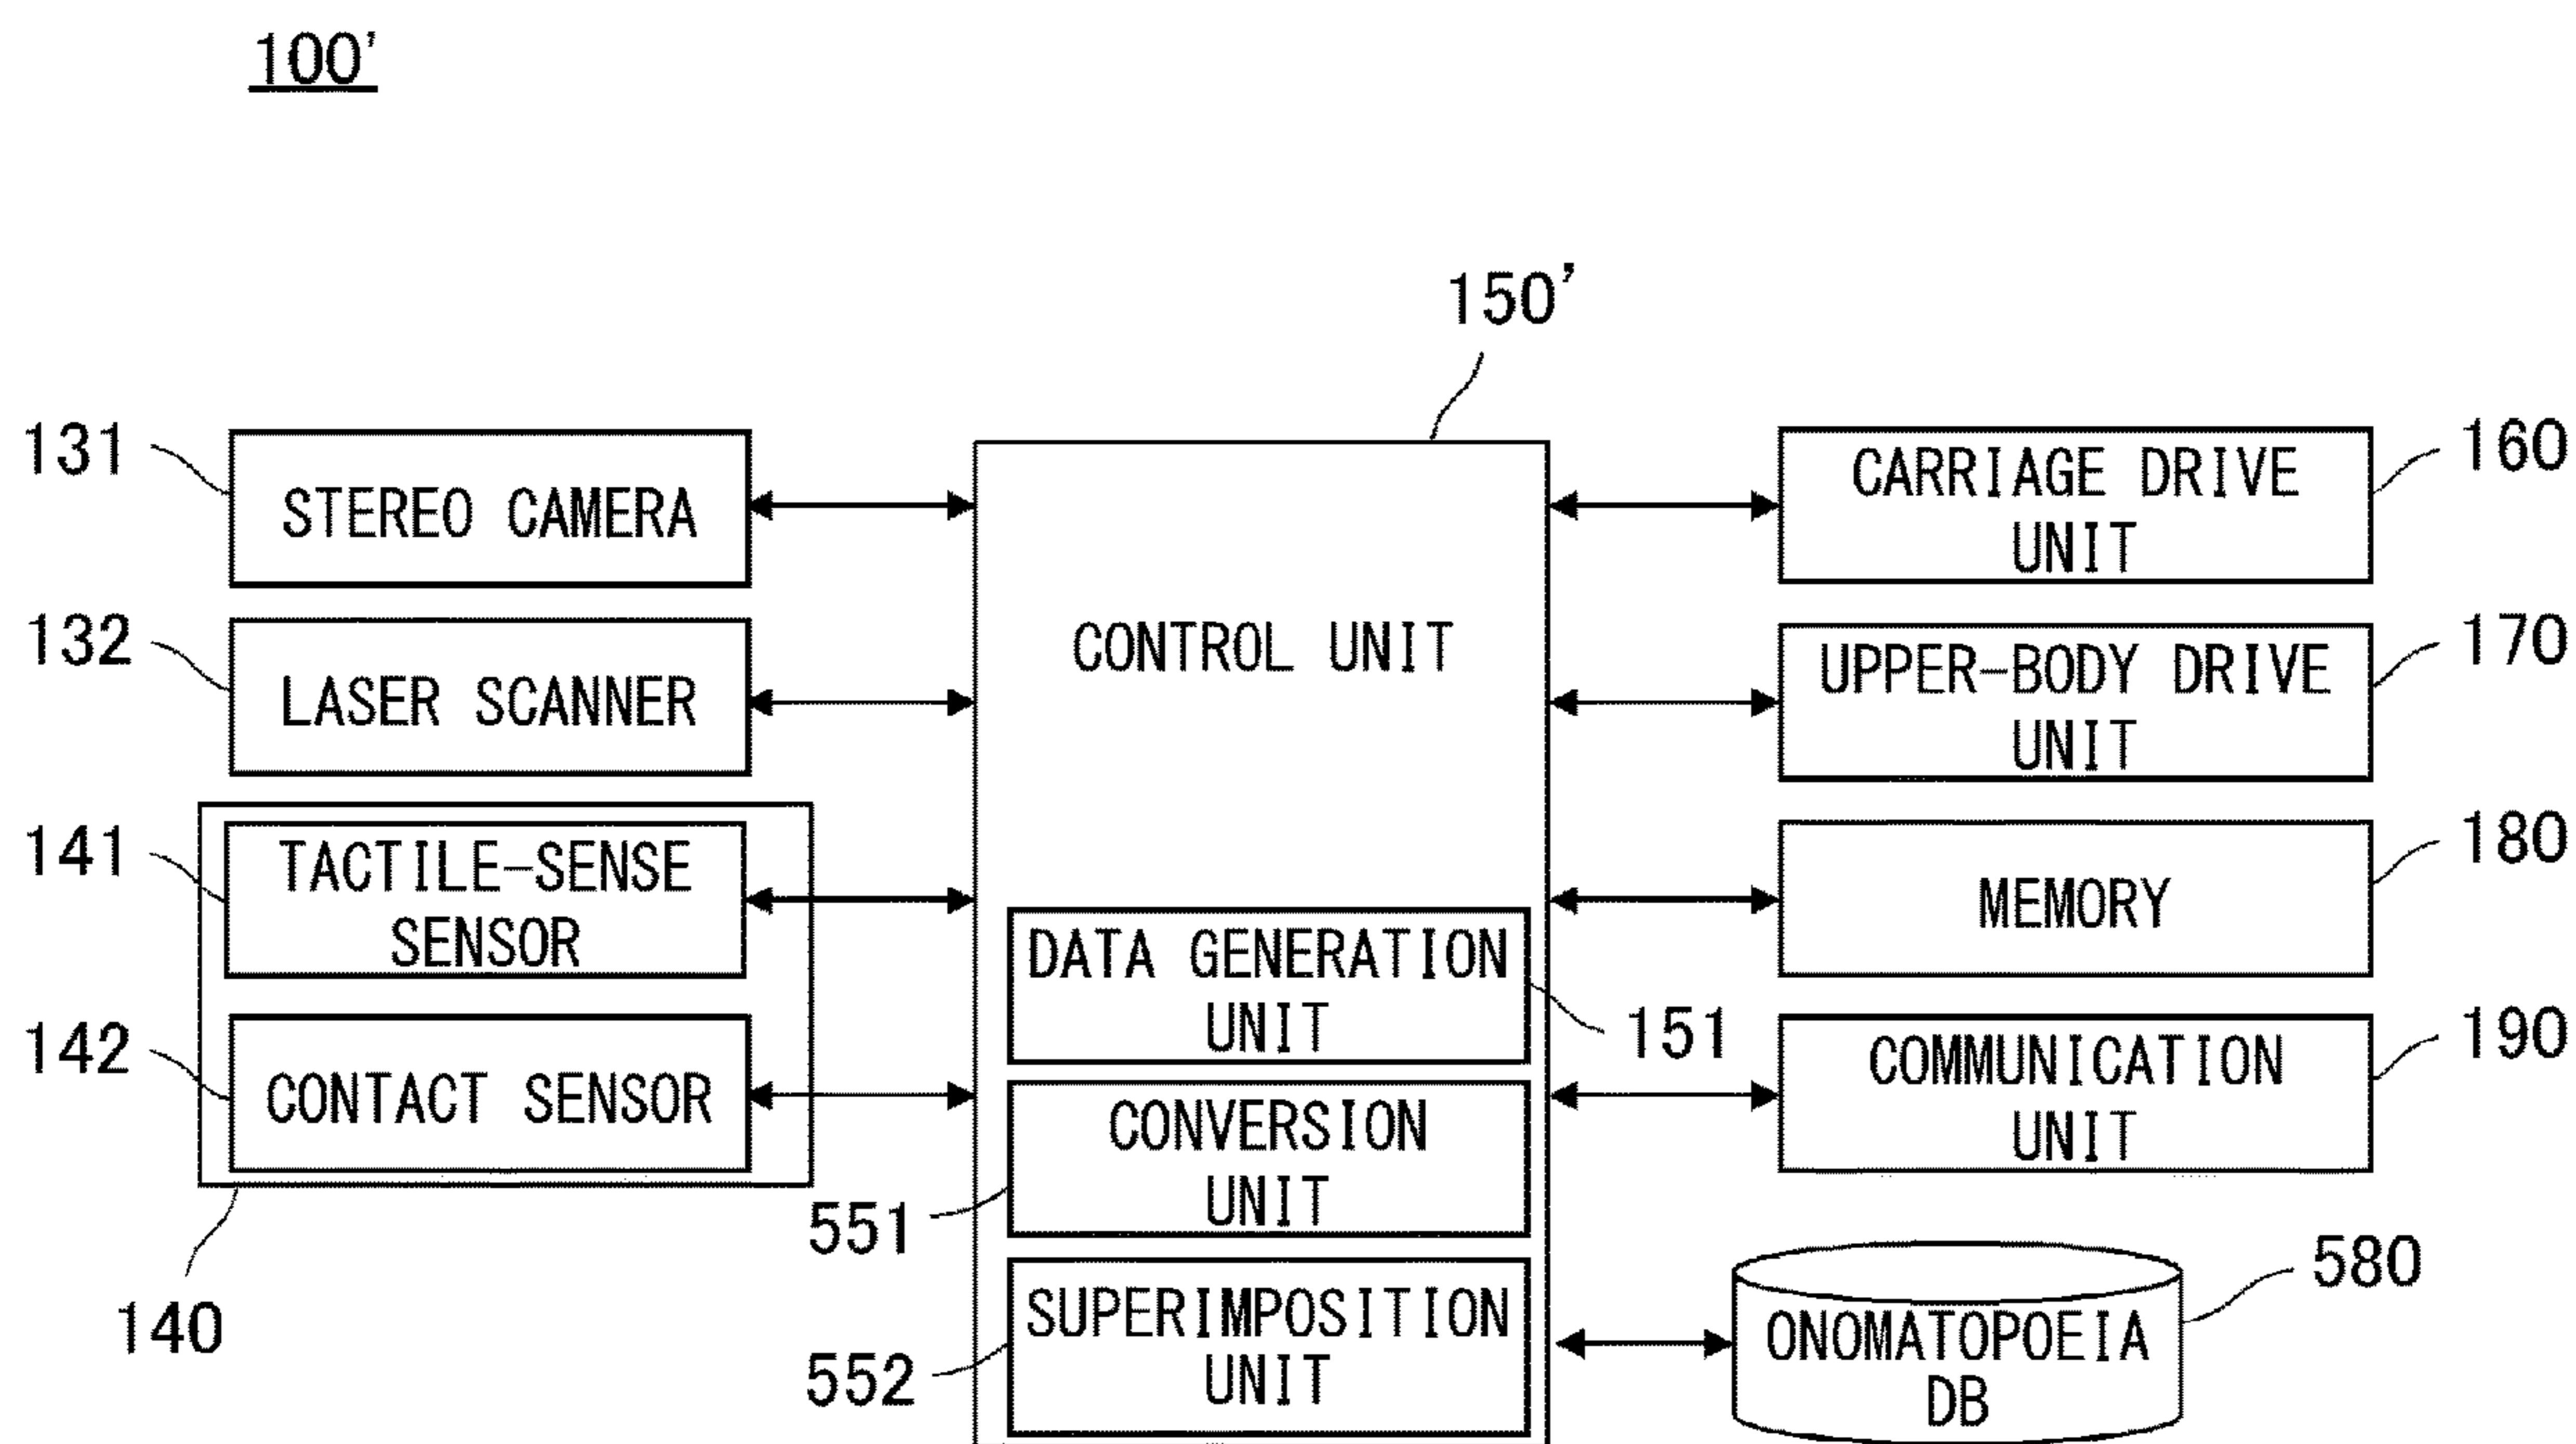 100'
150'
131
STEREO CAMERA
132
LASER SCANNER
141
TACTILE-SENSE
SENSOR
142
CONTACT SENSOR
140
CONTROL UNIT
DATA GENERATION
UNIT
151
CONVERSION
UNIT
551
SUPERIMPOSITION
UNIT
552
CARRIAGE DRIVE
UNIT
160
UPPER-BODY DRIVE
UNIT
170
MEMORY
180
COMMUNICATION
UNIT
190
ONOMATOPOEIA
DB
580